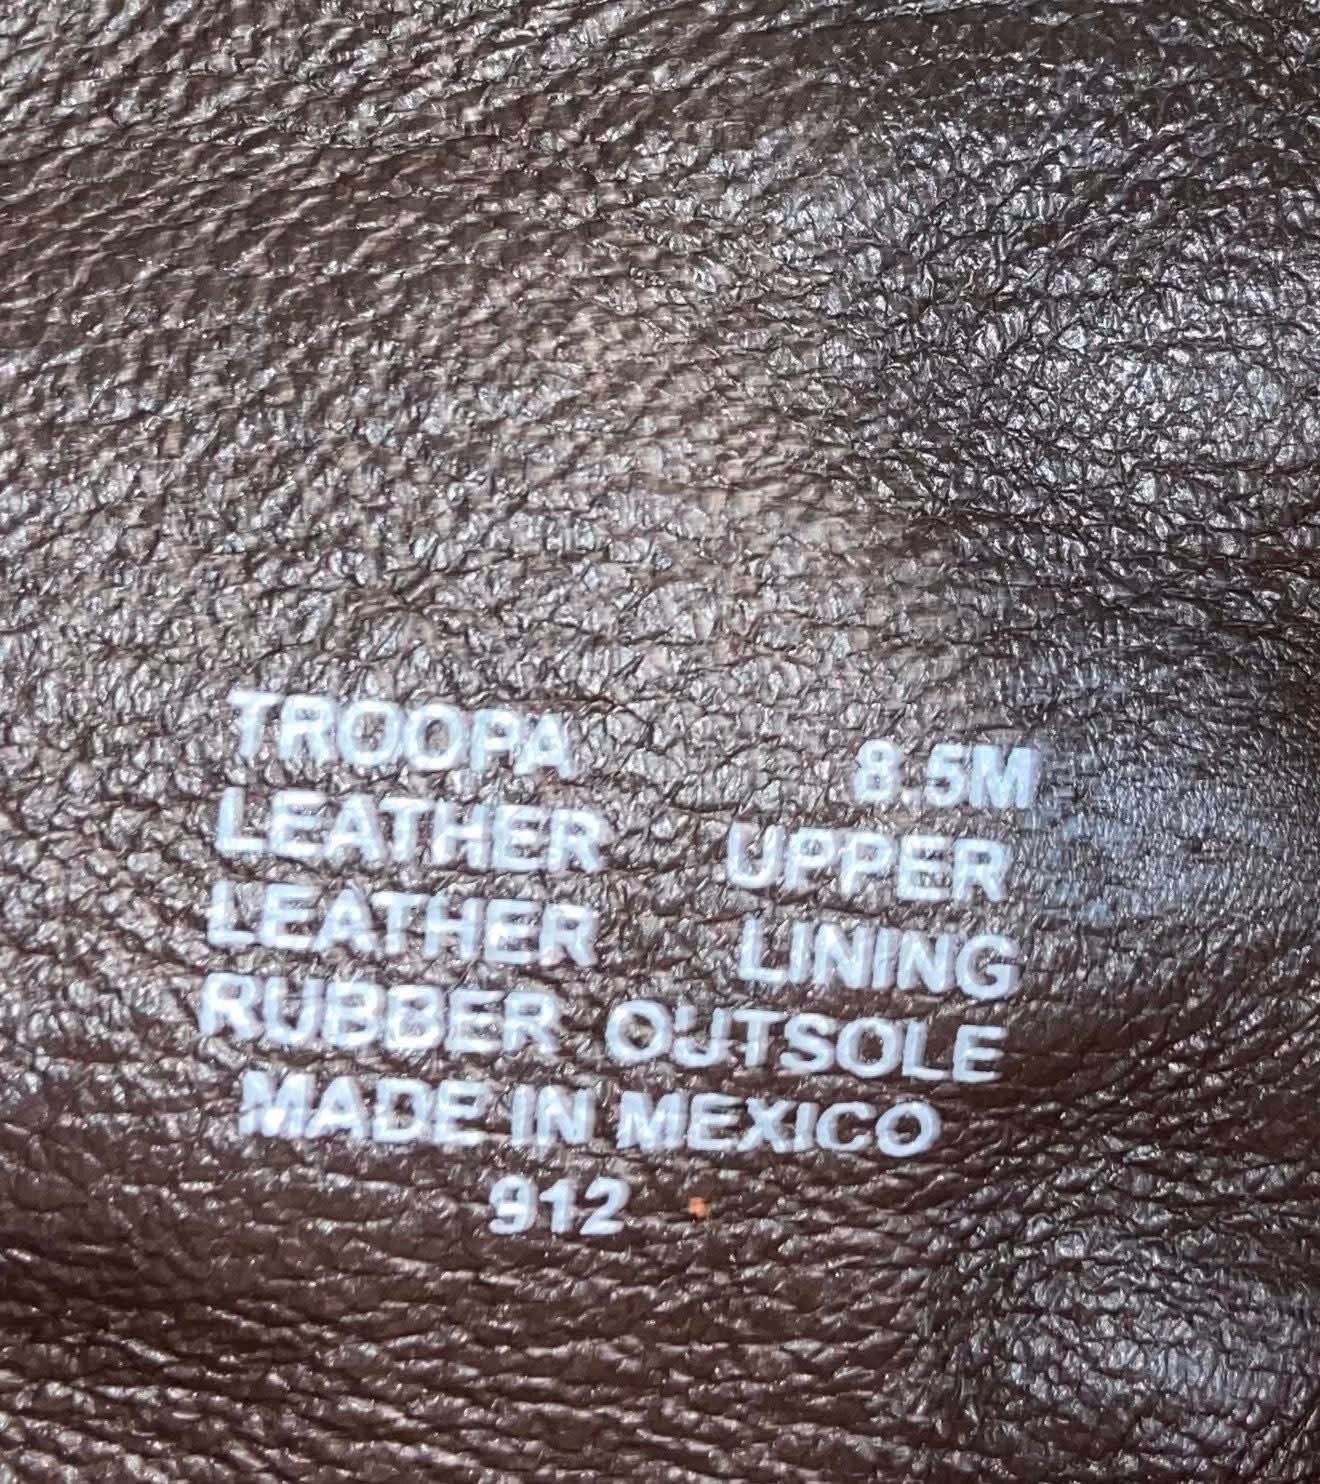 TROOPA 8.5M
LEATHER UPPER
LEATHER LINING
RUBBER OUTSOLE
MADE IN MEXICO
912